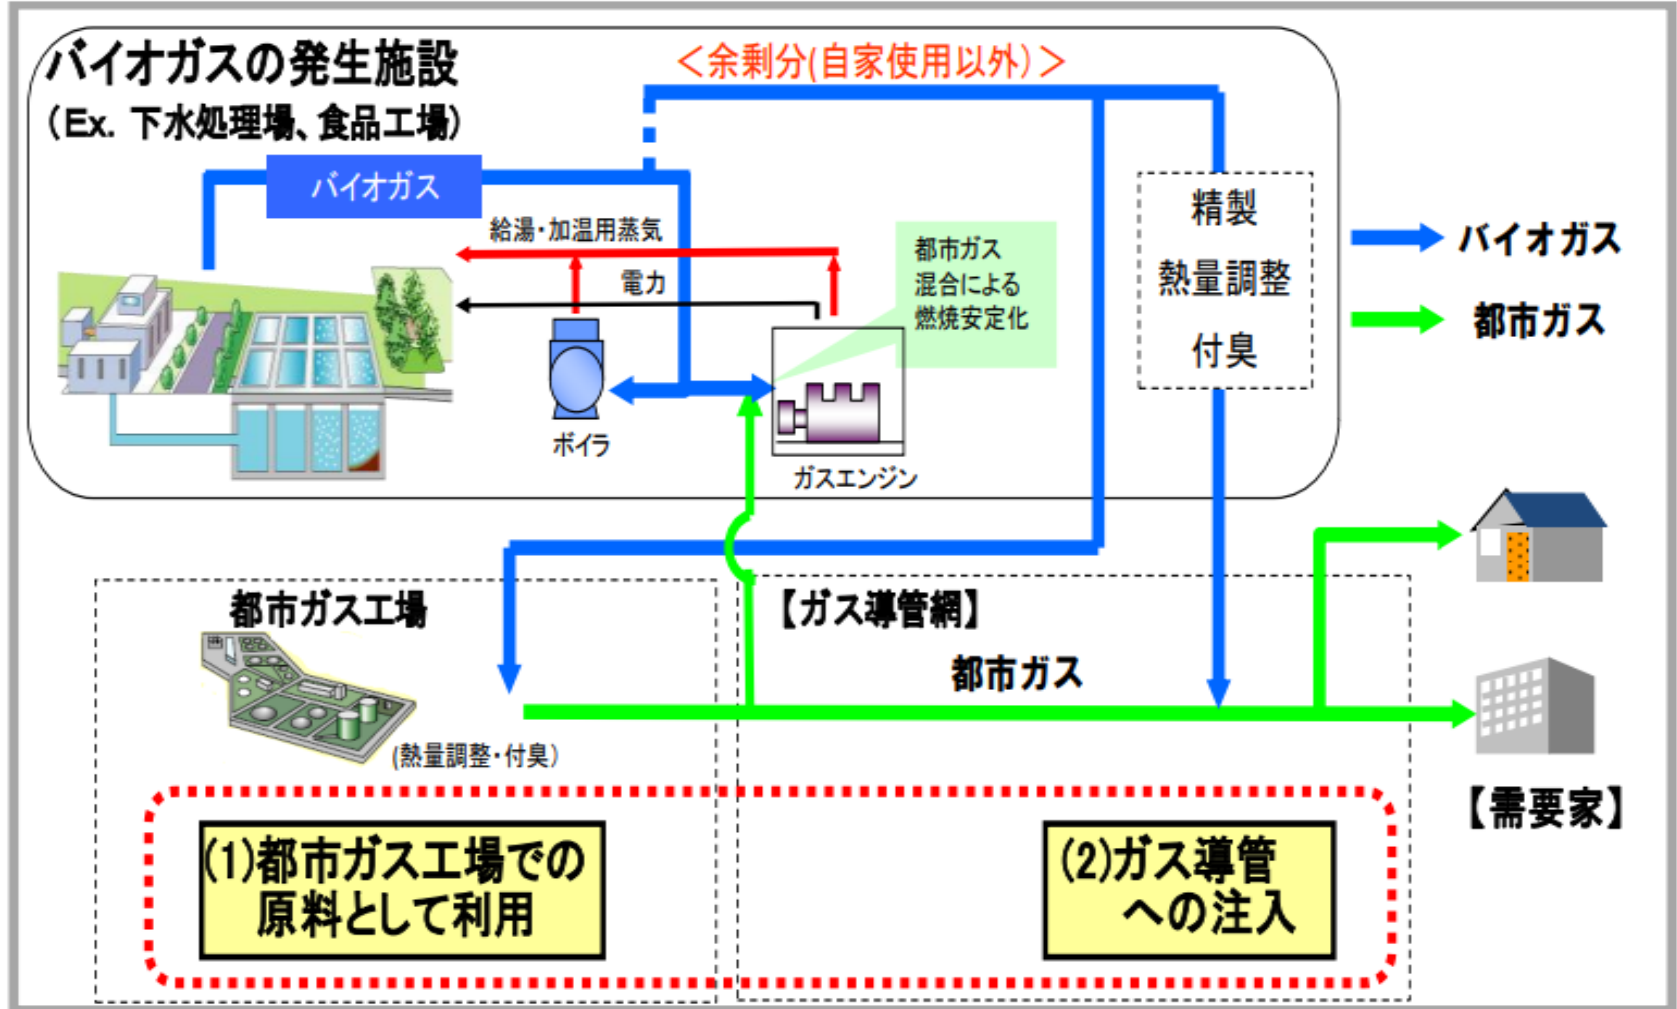 バイオガスの発生施設
（Ex. 下水処理場、食品工場）
＜余剰分(自家使用以外）＞
バイオガス
給湯・加温用蒸気
電力
都市ガス
混合による
燃焼安定化
ボイラ
ガスエンジン
精製
熱量調整
付臭
バイオガス
都市ガス
都市ガス工場
(熱量調整・付臭）
【ガス導管網】
都市ガス
【需要家】
(1)都市ガス工場での
原料として利用
(2)ガス導管
への注入